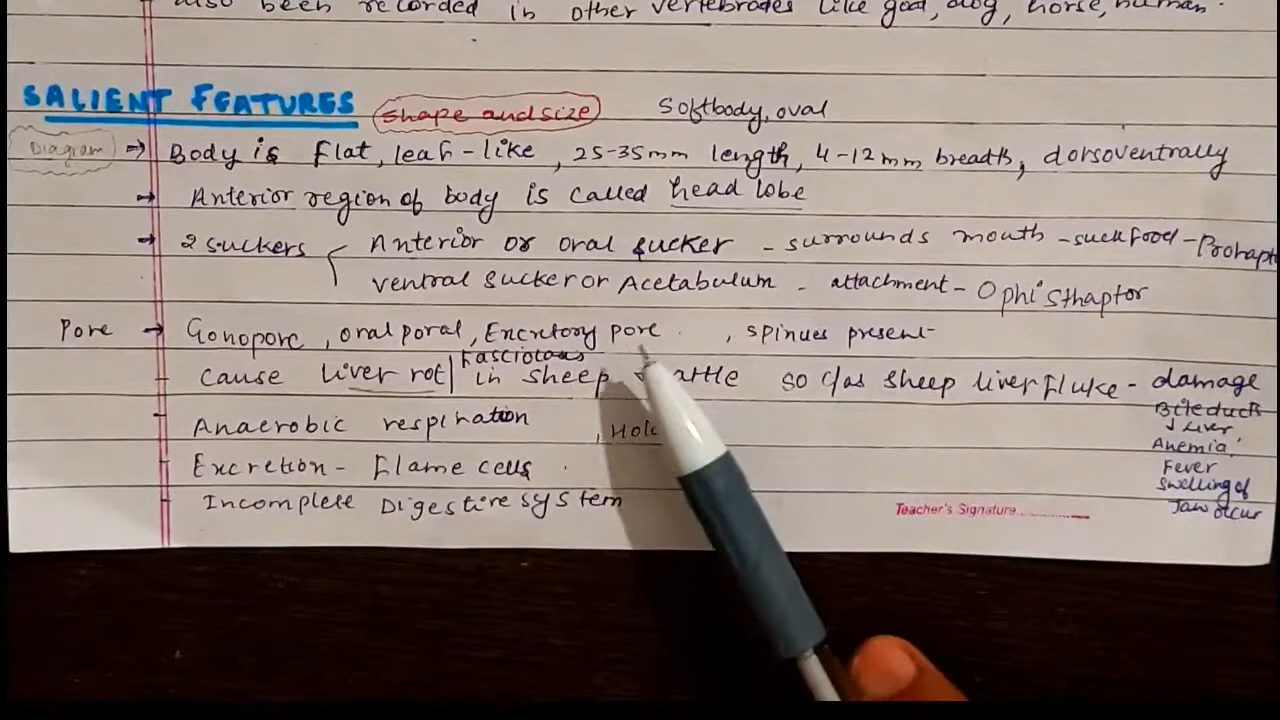 also been recorded in other vertebrates like goat, dog, horse, human.
SALIENT FEATURES Shape and size Softbody, oval
Diagram → Body is flat, leaf-like, 25-35mm length, 4-12mm breadth, dorsoventrally
→ Anterior region of body is called head lobe
→ 2 suckers Anterior or oral sucker - surrounds mouth - suck food - Prohapt
ventral sucker or Acetabulum - attachment - Ophisthaptor
Pore → Gonopore, oral poral, Excretory pore, spinues present
cause liver rot | Fasciolosis in sheep attle so c/as sheep liver fluke - damage
Bile ducts
Anaerobic respiration, Holo
↓ Liver
Anemia
Excretion - Flame cells.
Fever
Swelling of
Incomplete Digestive system
Jaw occur
Teacher's Signature..............